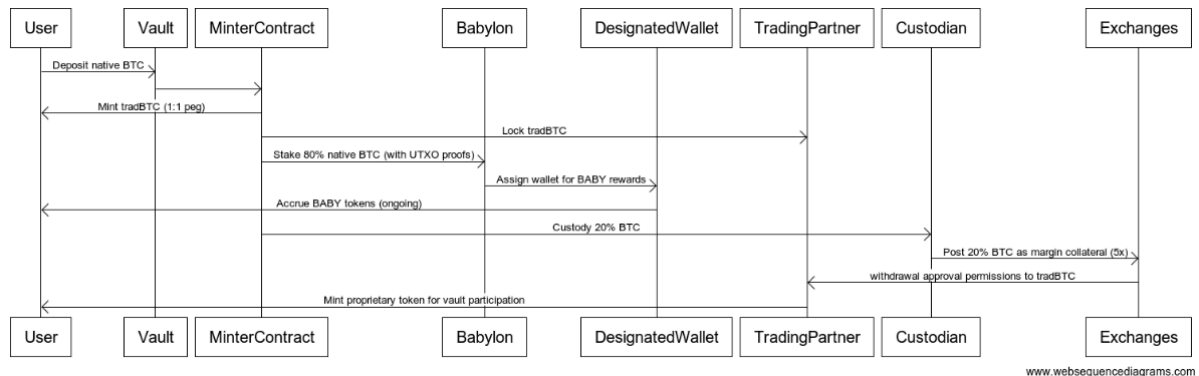 User Vault MinterContract Babylon DesignatedWallet TradingPartner Custodian Exchanges
Deposit native BTC
Mint tradBTC (1:1 peg)
Lock tradBTC
Stake 80% native BTC (with UTXO proofs)
Assign wallet for BABY rewards
Accrue BABY tokens (ongoing)
Custody 20% BTC
Post 20% BTC as margin collateral (5x)
withdrawal approval permissions to tradBTC
Mint proprietary token for vault participation
User Vault MinterContract Babylon DesignatedWallet TradingPartner Custodian Exchanges
www.websequencediagrams.com